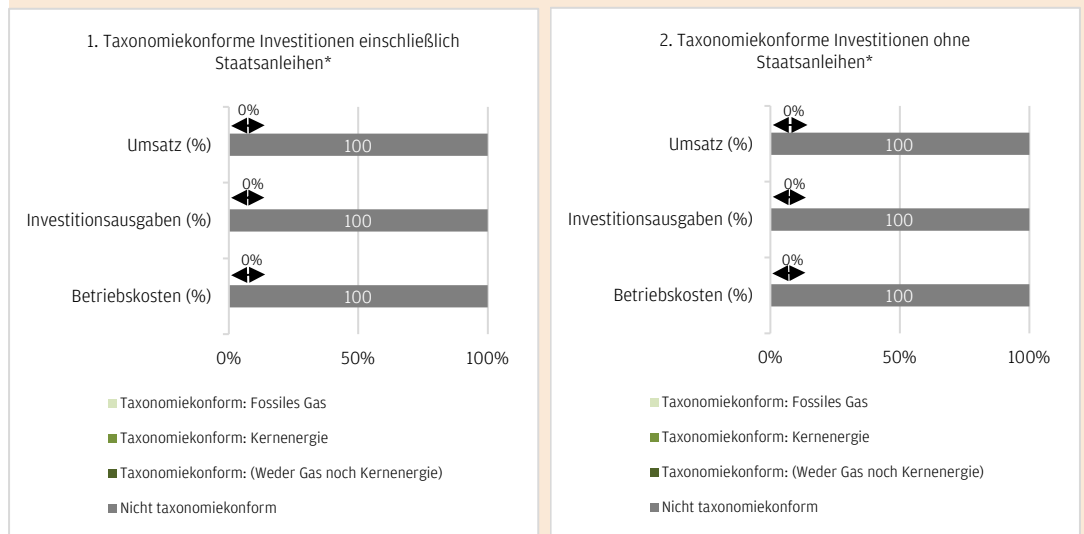 1. Taxonomiekonforme Investitionen einschließlich
Staatsanleihen*
0%
Umsatz (%)
100
0%
Investitionsausgaben (%)
100
0%
Betriebskosten (%)
100
0%
50%
100%
Taxonomiekonform: Fossiles Gas
Taxonomiekonform: Kernenergie
Taxonomiekonform: (Weder Gas noch Kernenergie)
Nicht taxonomiekonform
2. Taxonomiekonforme Investitionen ohne
Staatsanleihen*
0%
Umsatz (%)
100
0%
Investitionsausgaben (%)
100
0%
Betriebskosten (%)
100
0%
50%
100%
Taxonomiekonform: Fossiles Gas
Taxonomiekonform: Kernenergie
Taxonomiekonform: (Weder Gas noch Kernenergie)
Nicht taxonomiekonform